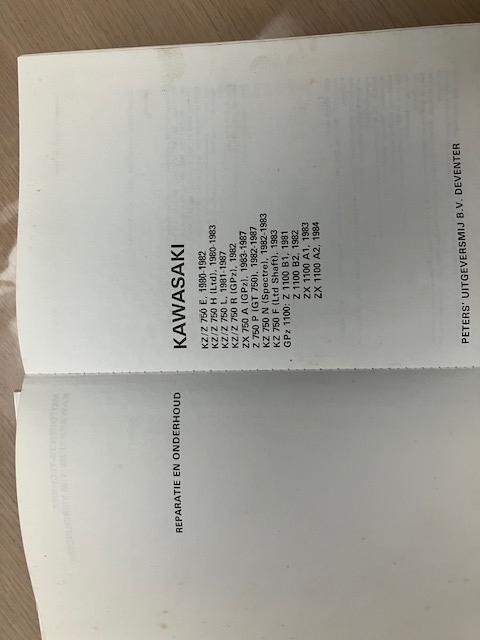 REPARATIE EN ONDERHOUD
KAWASAKI
KZ/Z 750 E, 1980-1982
KZ/Z 750 H (Ltd), 1980-1983
KZ/Z 750 L, 1981-1987
KZ/Z 750 R (GPz), 1982
ZX 750 A (GPz), 1983-1987
Z 750 P (GT 750), 1982-1987
KZ 750 N (Spectre), 1982-1983
KZ 750 F (Ltd Shaft), 1983
GPz 1100: Z 1100 B1, 1981
Z 1100 B2, 1982
ZX 1100 A1, 1983
ZX 1100 A2, 1984
PETERS' UITGEVERSMIJ B.V. DEVENTER